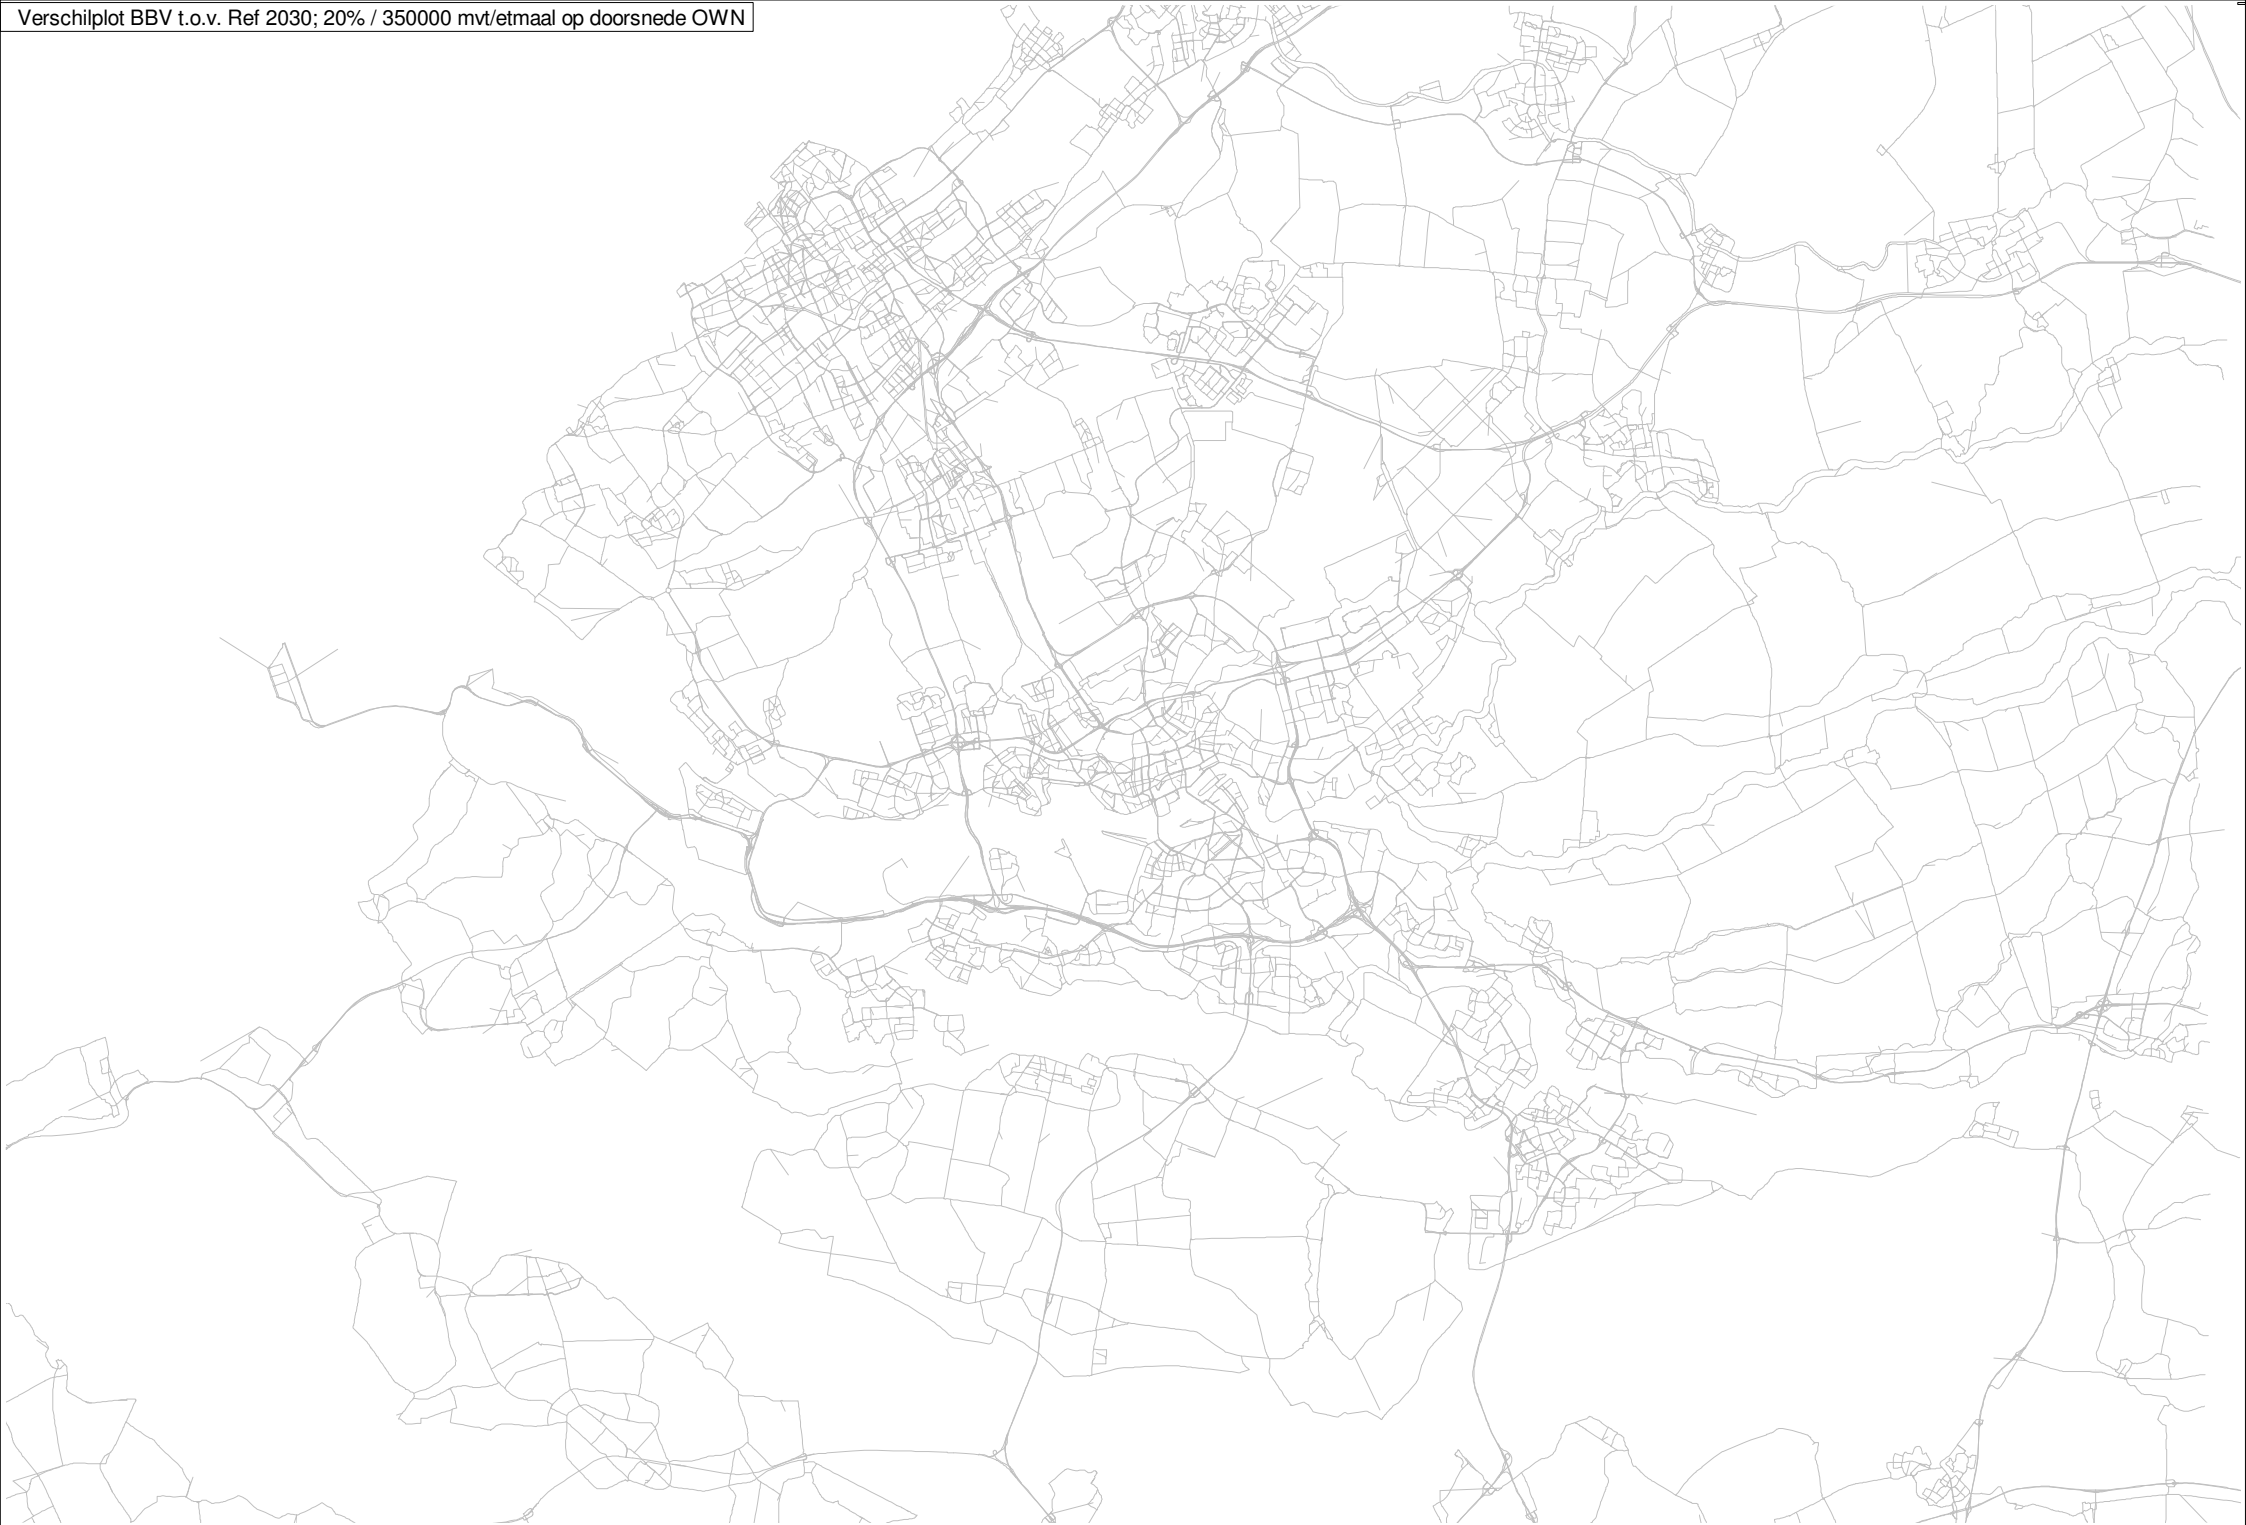 Verschilplot BBV t.o.v. Ref 2030; 20% / 350000 mvt/etmaal op doorsnede OWN